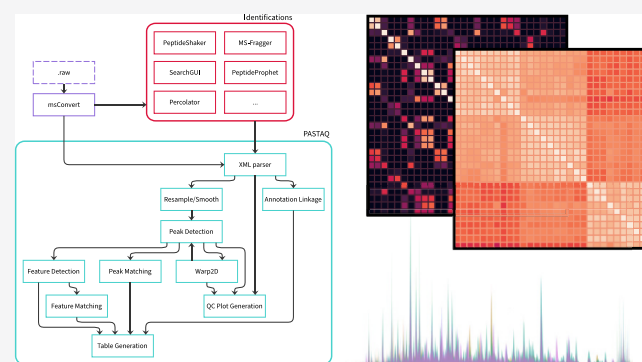 Identifications
PeptideShaker
MS-Fragger
SearchGUI
PeptideProphet
Percolator
...
.raw
msConvert
PASTAQ
XML parser
Resample/Smooth
Annotation Linkage
Peak Detection
Feature Detection
Peak Matching
Warp2D
Feature Matching
QC Plot Generation
Table Generation